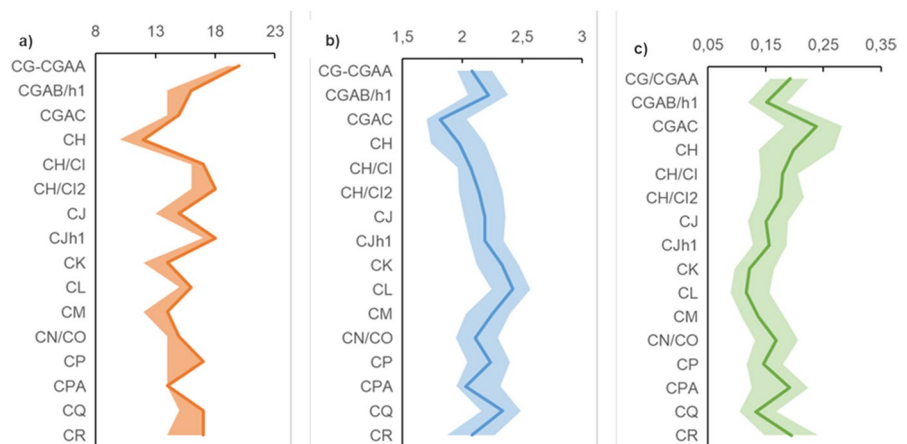 a)
8 13 18 23
CG-CGAA
CGAB/h1
CGAC
CH
CH/CI
CH/CI2
CJ
CJh1
CK
CL
CM
CN/CO
CP
CPA
CQ
CR
b)
1,5 2 2,5 3
CG-CGAA
CGAB/h1
CGAC
CH
CH/CI
CH/CI2
CJ
CJh1
CK
CL
CM
CN/CO
CP
CPA
CQ
CR
c)
0,05 0,15 0,25 0,35
CG/CGAA
CGAB/h1
CGAC
CH
CH/CI
CH/CI2
CJ
CJh1
CK
CL
CM
CN/CO
CP
CPA
CQ
CR